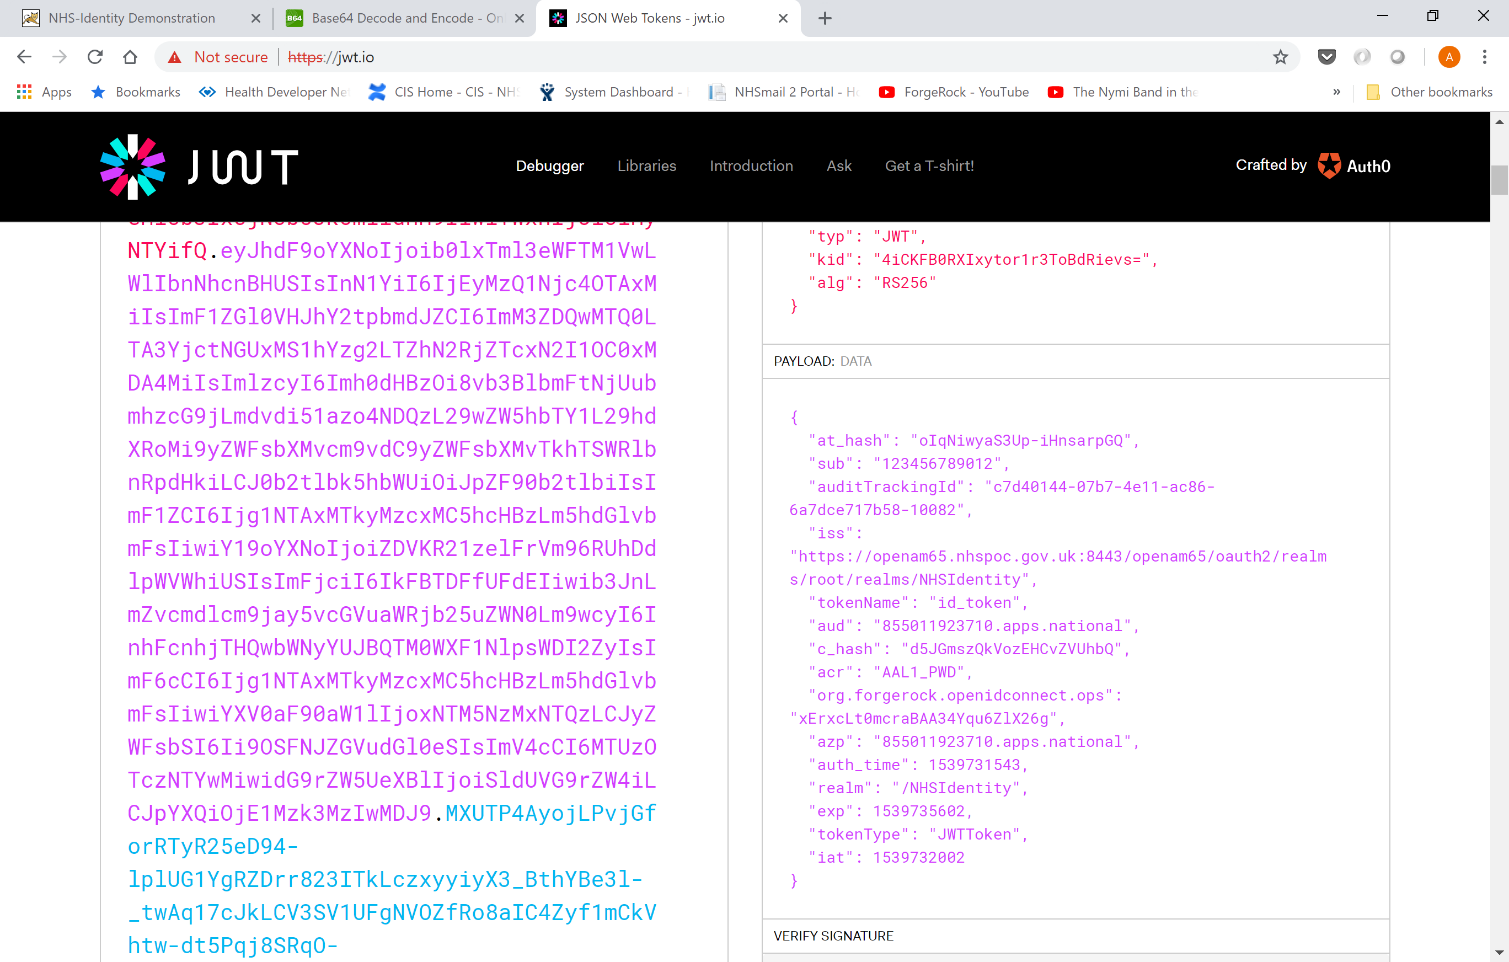 NHS-Identity Demonstration
Base64 Decode and Encode - On
JSON Web Tokens - jwt.io
Not secure
https://jwt.io
A
Apps
Bookmarks
Health Developer Ne
CIS Home - CIS - NHS
System Dashboard -
NHSmail 2 Portal - Ho
ForgeRock - YouTube
The Nymi Band in the
»
Other bookmarks
JWT
Debugger
Libraries
Introduction
Ask
Get a T-shirt!
Crafted by
Auth0
NTYifQ.eyJhdF9oYXNoIjoib0lxTml3eWFTM1VwL
WlIbnNhcnBHUSIsInN1YiI6IjEyMzQ1Njc4OTAxM
iIsImF1ZGl0VHJhY2tpbmdJZCI6ImM3ZDQwMTQ0L
TA3YjctNGUxMS1hYzg2LTZhN2RjZTcxN2I1OC0xM
DA4MiIsImlzcyI6Imh0dHBzOi8vb3BlbmFtNjUub
mhzcG9jLmdvdi51azo4NDQzL29wZW5hbTY1L29hd
XRoMi9yZWFsbXMvcm9vdC9yZWFsbXMvTkhTSWRlb
nRpdHkiLCJ0b2tlbk5hbWUiOiJpZF90b2tlbiIsI
mF1ZCI6Ijg1NTAxMTkyMzcxMC5hcHBzLm5hdGlvb
mFsIiwiY19oYXNoIjoiZDVKR21zelFrVm96RUhDd
lpWVWhiUSIsImFjciI6IkFBTDFfUFdEIiwib3JnL
mZvcmdlcm9jay5vcGVuaWRjb25uZWN0Lm9wcyI6I
nhFcnhjTHQwbWNyYUJBQTM0WXF1NlpsWDI2ZyIsI
mF6cCI6Ijg1NTAxMTkyMzcxMC5hcHBzLm5hdGlvb
mFsIiwiYXV0aF90aW1lIjoxNTM5NzMxNTQzLCJyZ
WFsbSI6Ii9OSFNJZGVudGl0eSIsImV4cCI6MTUzO
TczNTYwMiwidG9rZW5UeXBlIjoiSldUVG9rZW4iL
CJpYXQiOjE1Mzk3MzIwMDJ9.MXUTP4AyojLPvjGf
orRTyR25eD94-
lplUG1YgRZDrr823ITkLczxyyiyX3_BthYBe3l-
_twAq17cJkLCV3SV1UFgNVOZfRo8aIC4Zyf1mCkV
htw-dt5Pqj8SRqO-
"typ": "JWT",
"kid": "4iCKFB0RXIxytor1r3ToBdRievs=",
"alg": "RS256"
}
PAYLOAD: DATA
{
"at_hash": "oIqNiwyaS3Up-iHnsarpGQ",
"sub": "123456789012",
"auditTrackingId": "c7d40144-07b7-4e11-ac86-
6a7dce717b58-10082",
"iss":
"https://openam65.nhspoc.gov.uk:8443/openam65/oauth2/realm
s/root/realms/NHSIdentity",
"tokenName": "id_token",
"aud": "855011923710.apps.national",
"c_hash": "d5JGmszQkVozEHCvZVUhbQ",
"acr": "AAL1_PWD",
"org.forgerock.openidconnect.ops":
"xErxcLt0mcraBAA34Yqu6ZlX26g",
"azp": "855011923710.apps.national",
"auth_time": 1539731543,
"realm": "/NHSIdentity",
"exp": 1539735602,
"tokenType": "JWTToken",
"iat": 1539732002
}
VERIFY SIGNATURE